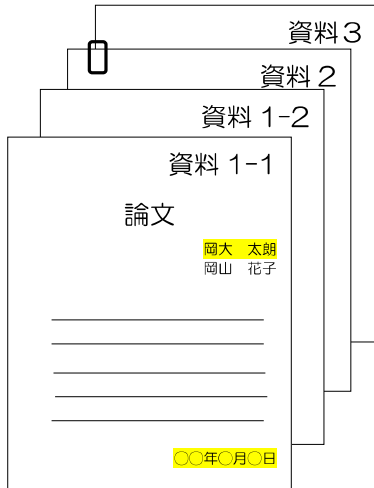 資料3
資料2
資料1-2
資料1-1
論文
岡大　太朗
岡山　花子
○○年○月○日